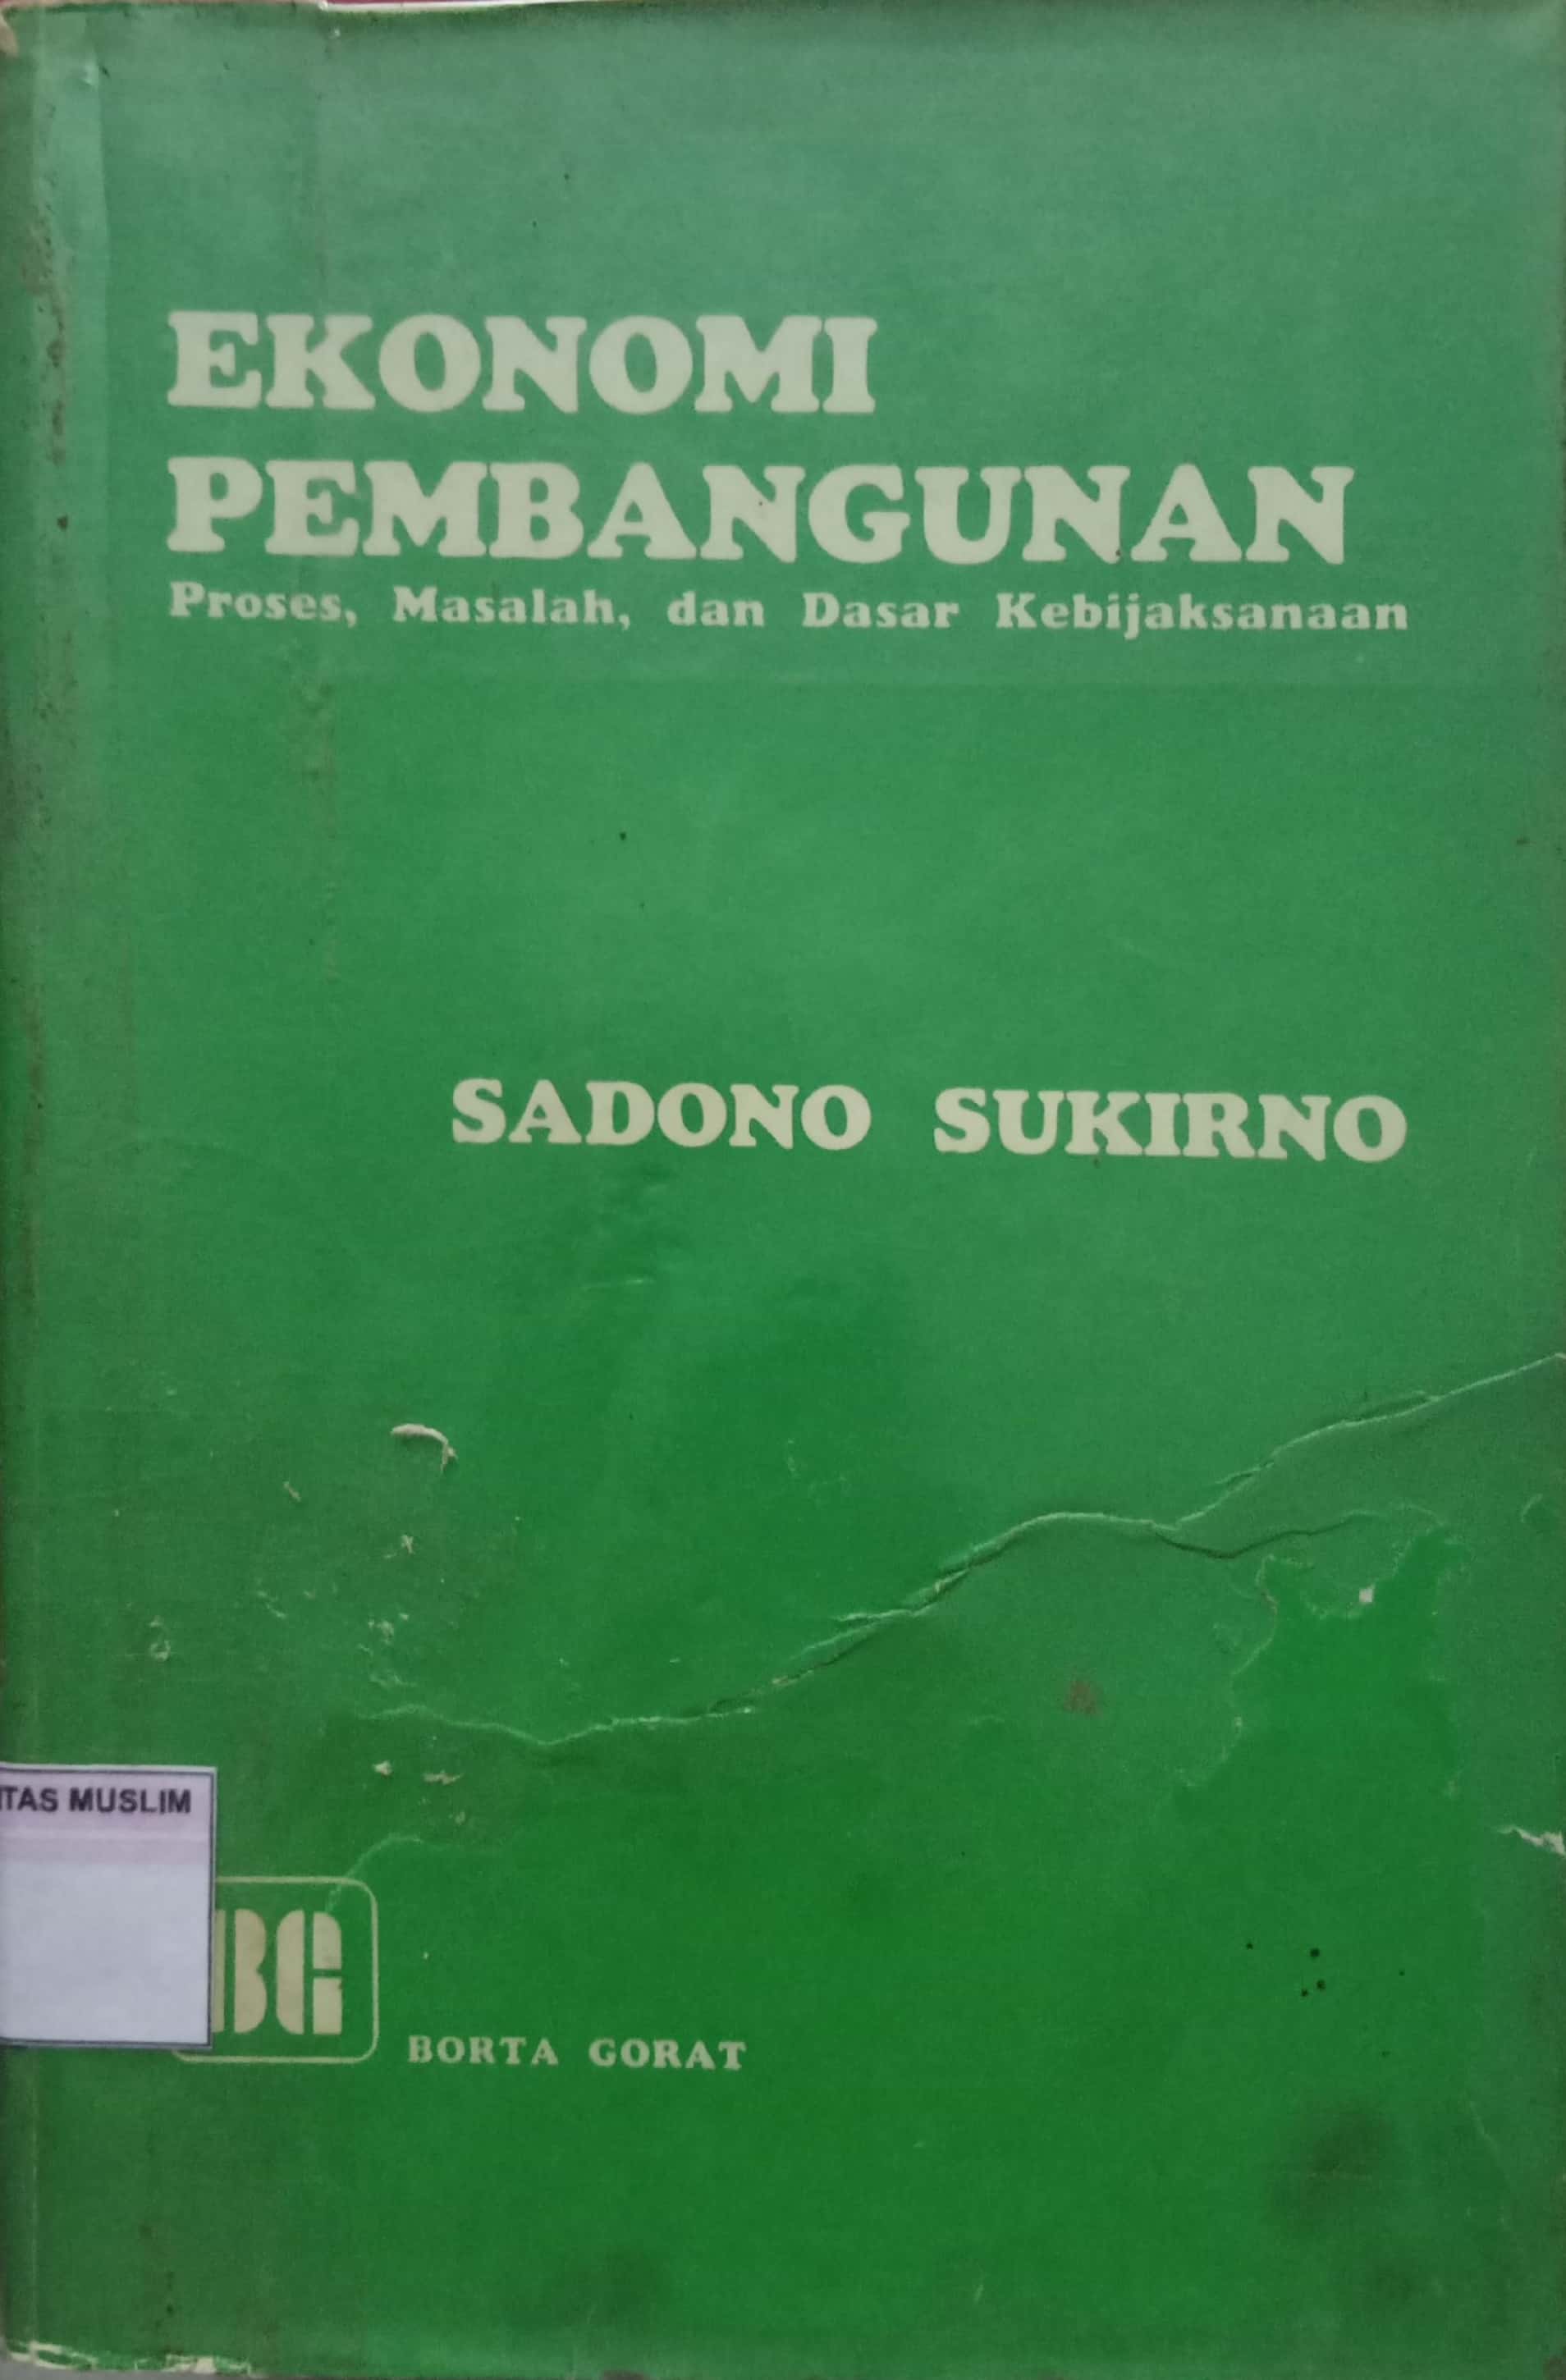 EKONOMI
PEMBANGUNAN
Proses, Masalah, dan Dasar Kebijaksanaan
SADONO SUKIRNO
ITAS MUSLIM
BG
BORTA GORAT